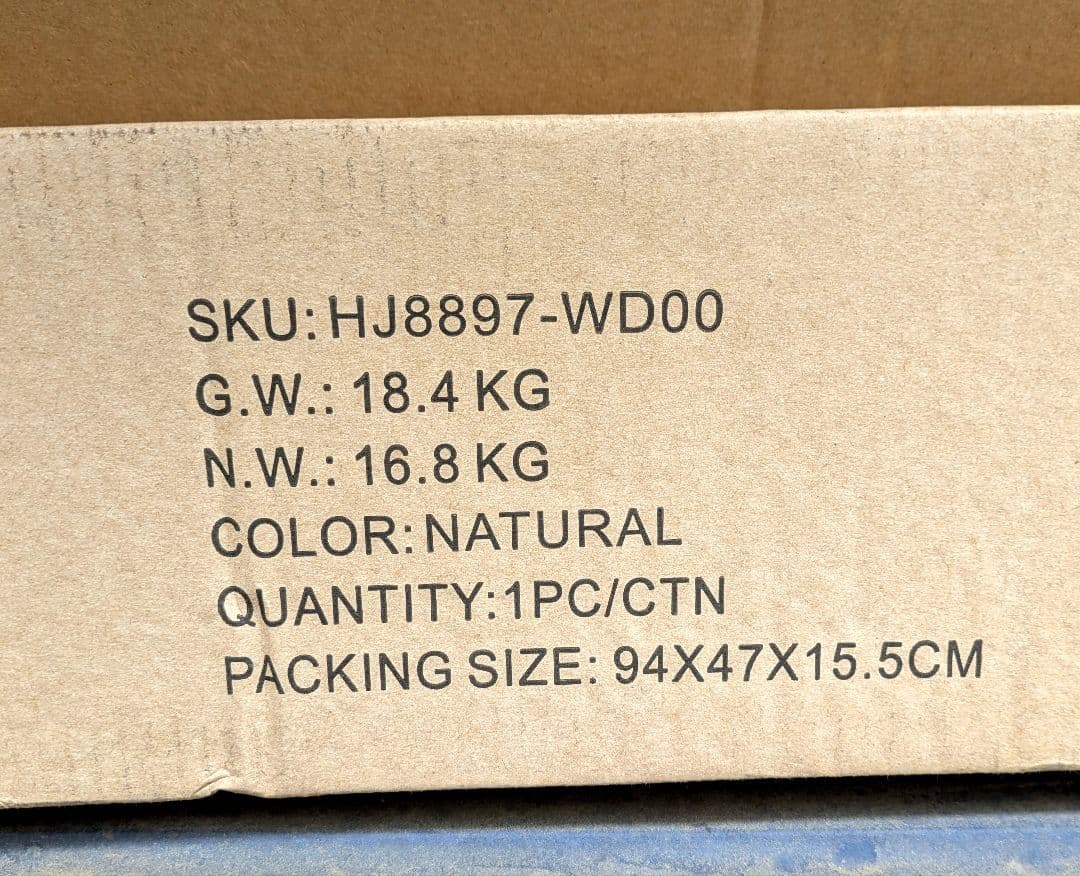 SKU:HJ8897-WD00
G.W.: 18.4 KG
N.W.: 16.8 KG
COLOR:NATURAL
QUANTITY:1PC/CTN
PACKING SIZE: 94X47X15.5CM